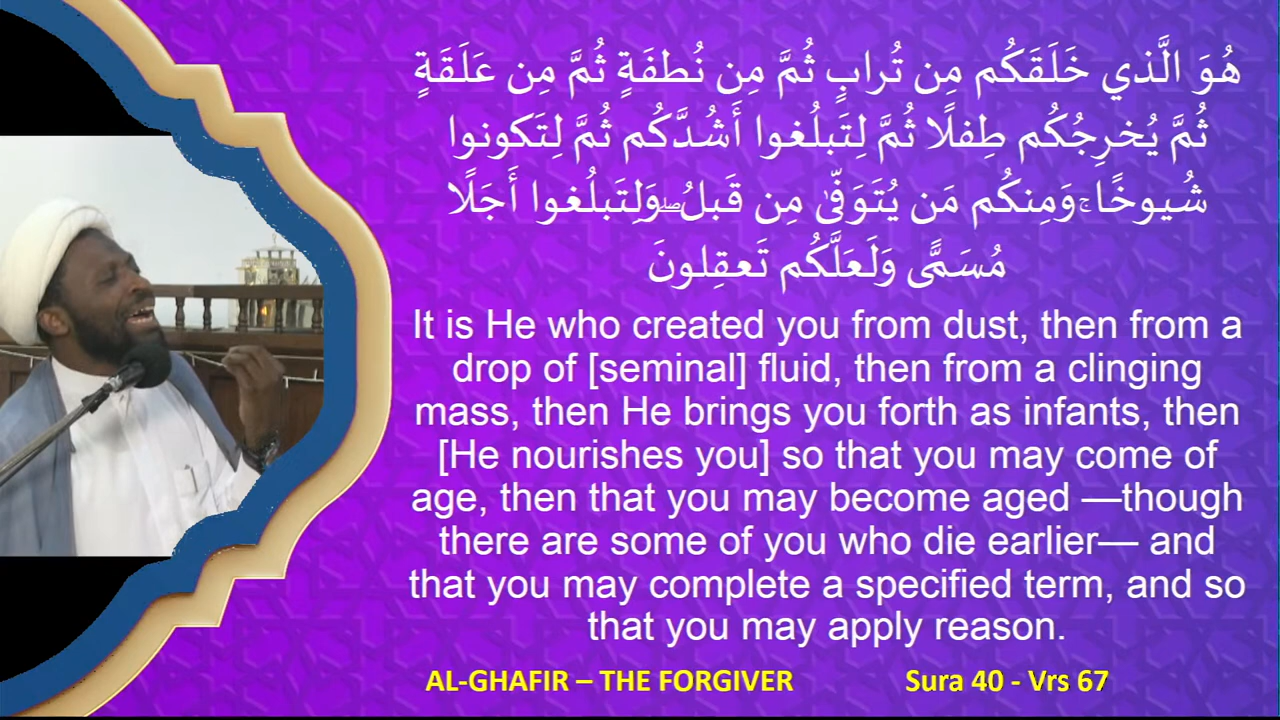 هُوَ الَّذي خَلَقَكُم مِن تُرابٍ ثُمَّ مِن نُطفَةٍ ثُمَّ مِن عَلَقَةٍ
ثُمَّ يُخرِجُكُم طِفلًا ثُمَّ لِتَبلُغوا أَشُدَّكُم ثُمَّ لِتَكونوا
شُيوخًا ۚ وَمِنكُم مَن يُتَوَفّىٰ مِن قَبلُ ۖ وَلِتَبلُغوا أَجَلًا
مُسَمًّى وَلَعَلَّكُم تَعقِلونَ
It is He who created you from dust, then from a
drop of [seminal] fluid, then from a clinging
mass, then He brings you forth as infants, then
[He nourishes you] so that you may come of
age, then that you may become aged —though
there are some of you who die earlier— and
that you may complete a specified term, and so
that you may apply reason.
AL-GHAFIR – THE FORGIVER Sura 40 - Vrs 67